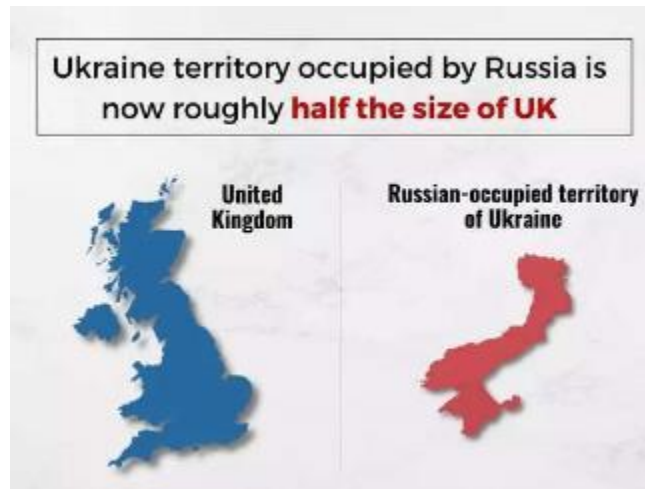 Ukraine territory occupied by Russia is
now roughly half the size of UK
United
Kingdom
Russian-occupied territory
of Ukraine